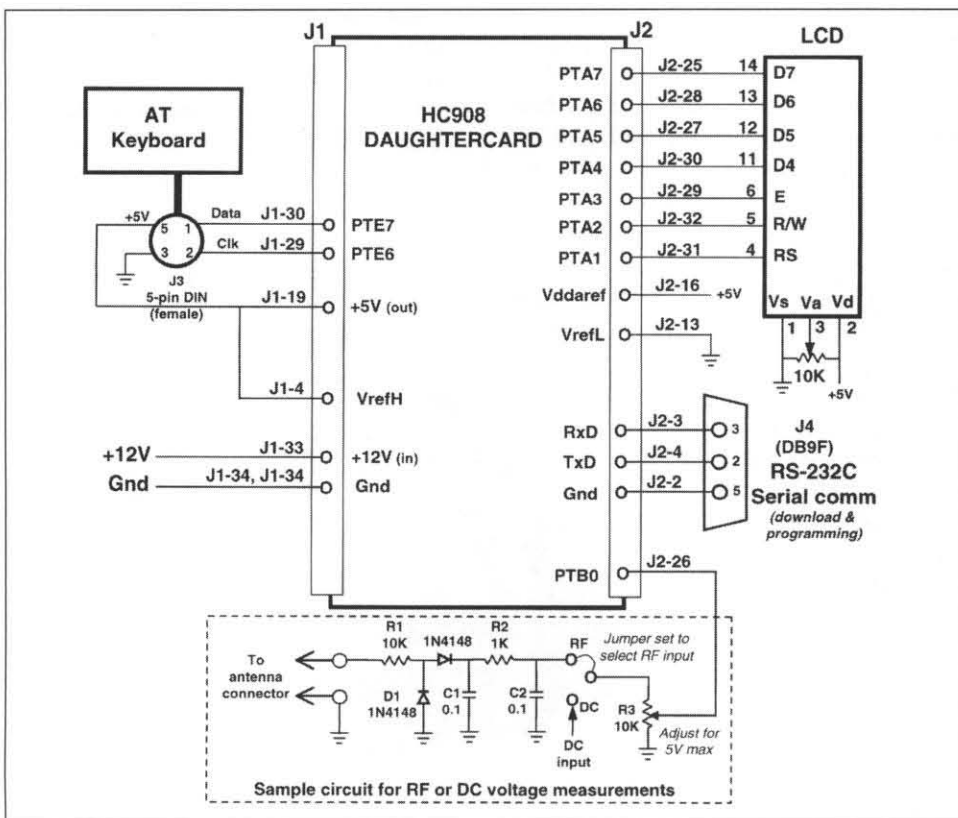 J1
J2
LCD
AT
Keyboard
HC908
DAUGHTERCARD
+5V
5 1
3 2
Data
Clk
J3
5-pin DIN
(female)
J1-30
J1-29
J1-19
J1-4
+12V
J1-33
Gnd
J1-34, J1-34
PTE7
PTE6
+5V (out)
VrefH
+12V (in)
Gnd
PTA7 J2-25 14 D7
PTA6 J2-28 13 D6
PTA5 J2-27 12 D5
PTA4 J2-30 11 D4
PTA3 J2-29 6 E
PTA2 J2-32 5 R/W
PTA1 J2-31 4 RS
Vddaref J2-16 +5V
VrefL J2-13
Vs Va Vd
1 3 2
10K
+5V
RxD J2-3 3
TxD J2-4 2
Gnd J2-2 5
J4
(DB9F)
RS-232C
Serial comm
(download &
programming)
PTB0 J2-26
To
antenna
connector
R1
10K
1N4148
R2
1K
D1
1N4148
C1
0.1
C2
0.1
RF
Jumper set to
select RF input
DC
DC
input
R3
10K
Adjust for
5V max
Sample circuit for RF or DC voltage measurements